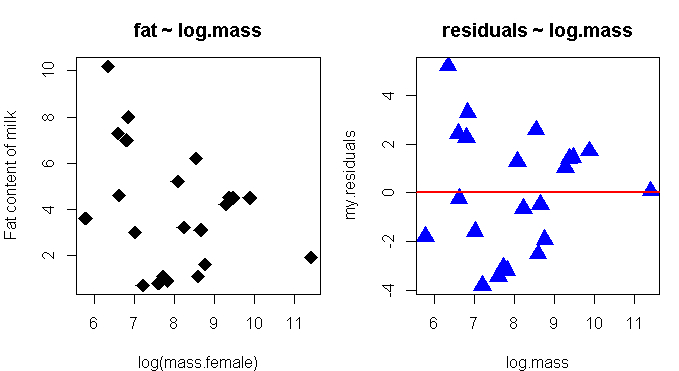 fat ~ log.mass
Fat content of milk
10
8
6
4
2
6 7 8 9 10 11
log(mass.female)
residuals ~ log.mass
my.residuals
4
2
0
-2
-4
6 7 8 9 10 11
log.mass